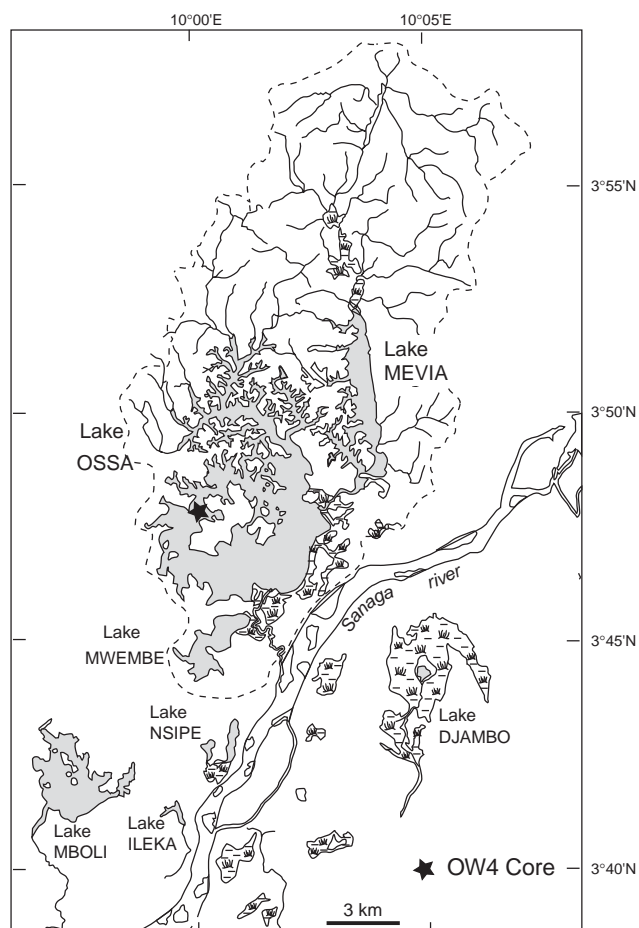 10°00'E 10°05'E
3°55'N
Lake
MEVIA
3°50'N
Lake
OSSA
Sanaga river
3°45'N
Lake
MWEMBE
Lake
NSIPE
Lake
DJAMBO
Lake
MBOLI
Lake
ILEKA
OW4 Core
3°40'N
3 km